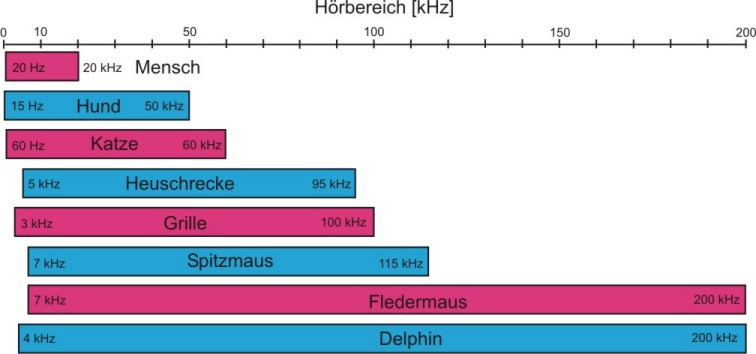 Hörbereich [kHz]
0 10 50 100 150 200
20 Hz 20 kHz Mensch
15 Hz Hund 50 kHz
60 Hz Katze 60 kHz
5 kHz Heuschrecke 95 kHz
3 kHz Grille 100 kHz
7 kHz Spitzmaus 115 kHz
7 kHz Fledermaus 200 kHz
4 kHz Delphin 200 kHz